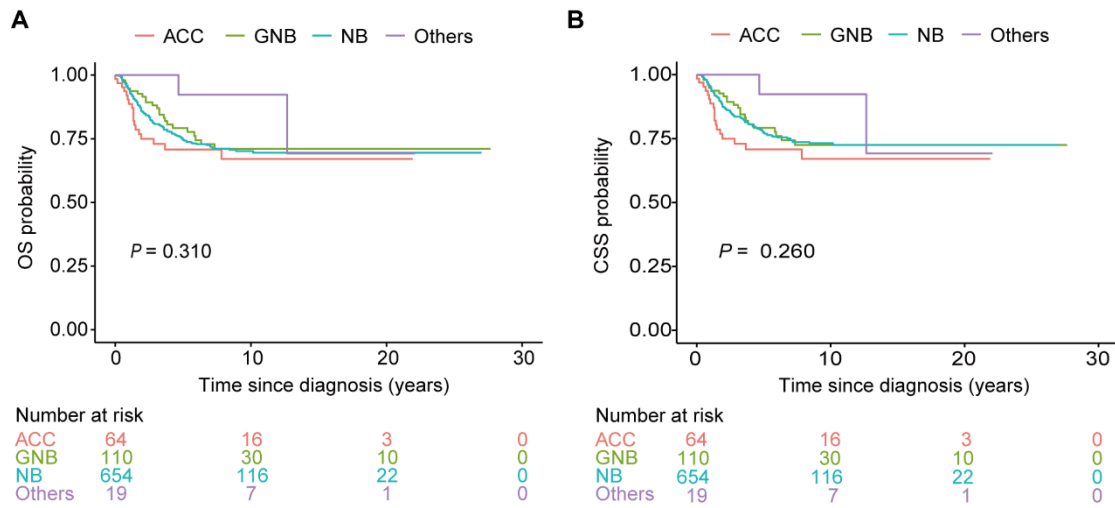 A
ACC GNB NB Others
1.00
0.75
0.50
0.25
0.00
OS probability
P = 0.310
0 10 20 30
Time since diagnosis (years)
Number at risk
ACC 64 16 3 0
GNB 110 30 10 0
NB 654 116 22 0
Others 19 7 1 0
B
ACC GNB NB Others
1.00
0.75
0.50
0.25
0.00
CSS probability
P = 0.260
0 10 20 30
Time since diagnosis (years)
Number at risk
ACC 64 16 3 0
GNB 110 30 10 0
NB 654 116 22 0
Others 19 7 1 0